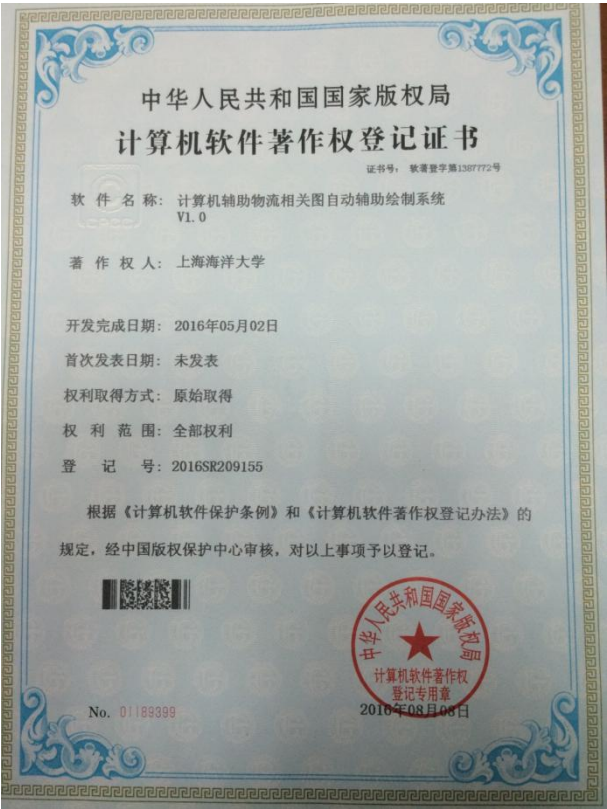 中华人民共和国国家版权局
计算机软件著作权登记证书
证书号： 软著登字第1387772号
软件名称： 计算机辅助物流相关图自动辅助绘制系统
V1.0
著作权人： 上海海洋大学
开发完成日期： 2016年05月02日
首次发表日期： 未发表
权利取得方式： 原始取得
权利范围： 全部权利
登记号： 2016SR209155
根据《计算机软件保护条例》和《计算机软件著作权登记办法》的
规定，经中国版权保护中心审核，对以上事项予以登记。
中华人民共和国国家版权局
计算机软件著作权
登记专用章
No. 01189399
2016年08月08日